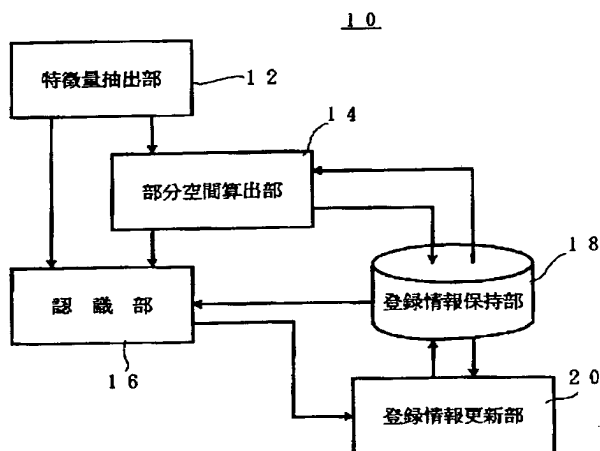 １０
特徴量抽出部
１２
１４
部分空間算出部
１８
認　識　部
登録情報保持部
１６
２０
登録情報更新部